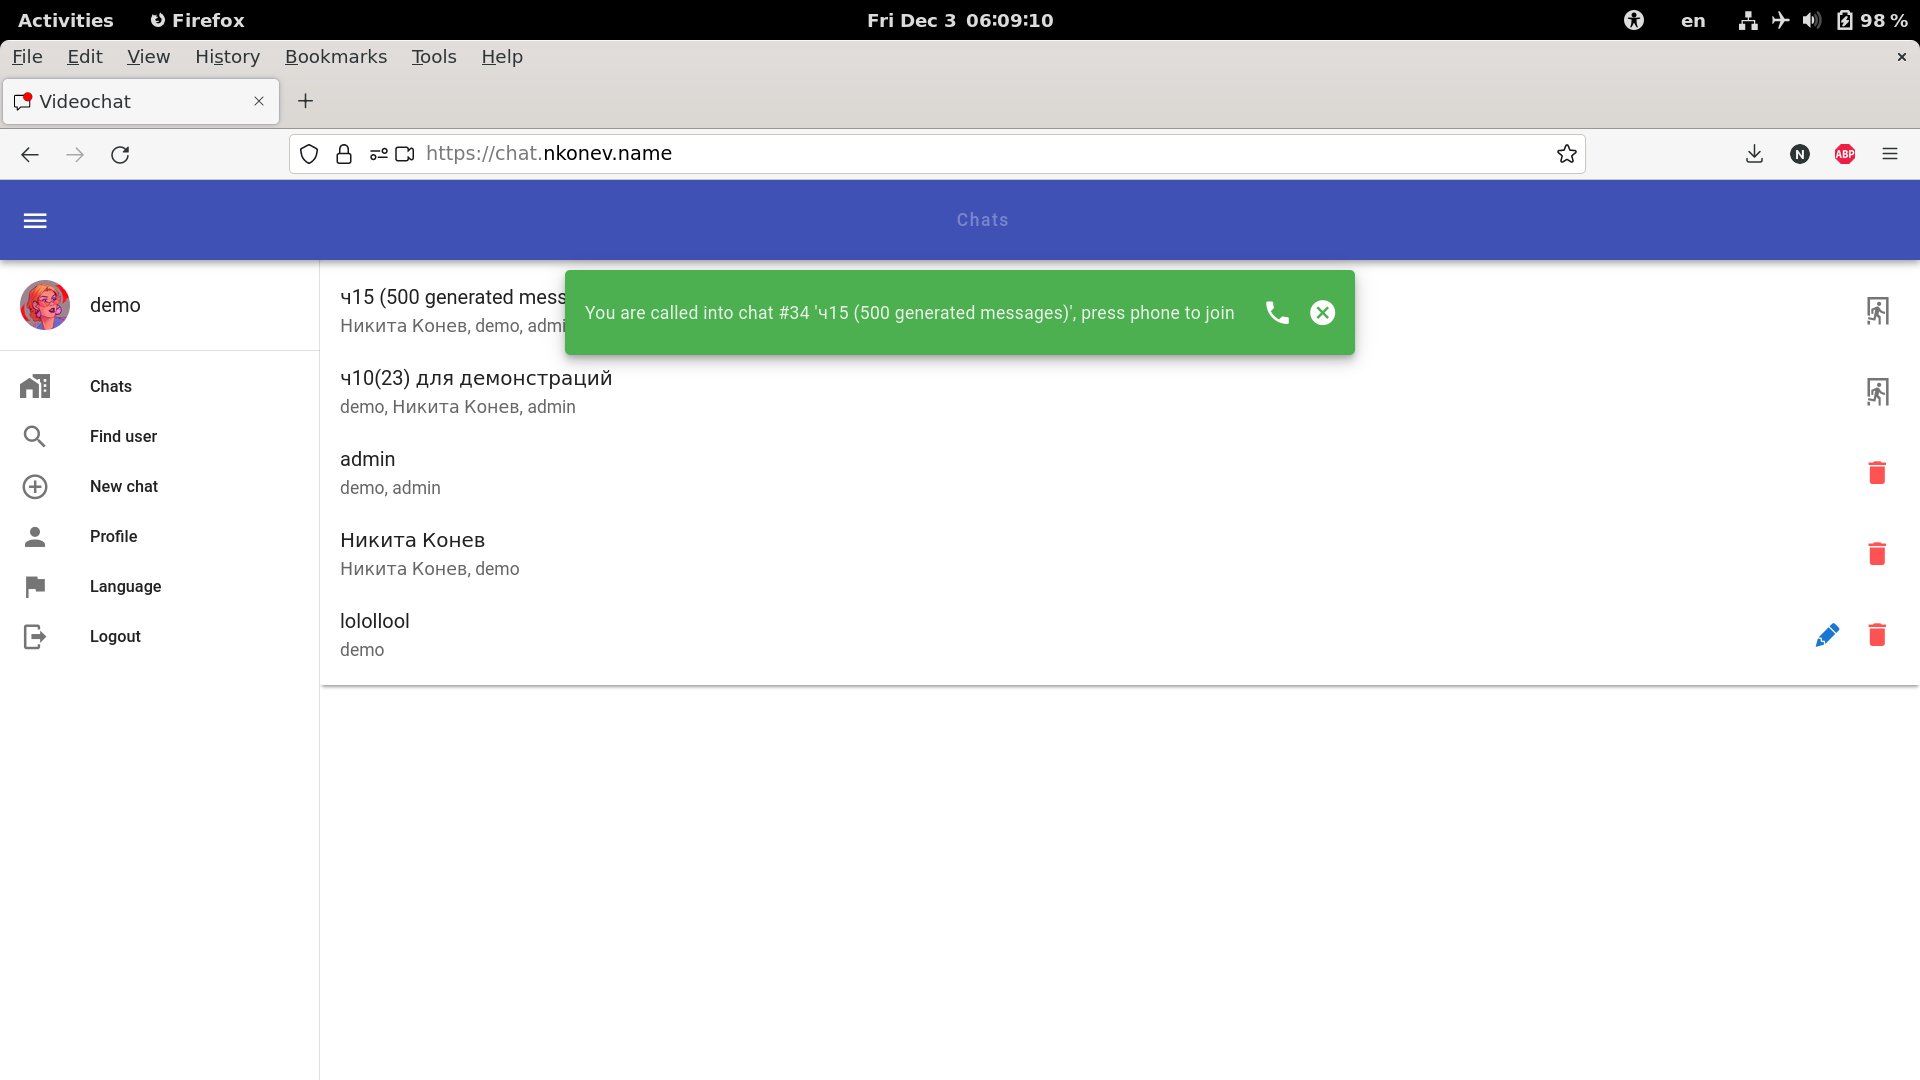 Activities Firefox Fri Dec 3 06:09:10 en 98 %
File Edit View History Bookmarks Tools Help
Videochat
https://chat.nkonev.name
N ABP
Chats
demo
Chats
Find user
New chat
Profile
Language
Logout
You are called into chat #34 'ч15 (500 generated messages)', press phone to join
ч15 (500 generated mess
Никита Конев, demo, admi
ч10(23) для демонстраций
demo, Никита Конев, admin
admin
demo, admin
Никита Конев
Никита Конев, demo
lolollool
demo